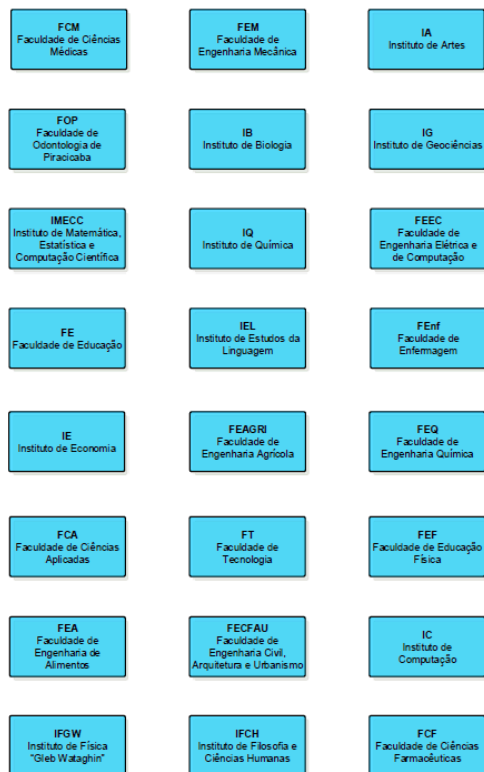 FCM
Faculdade de Ciências
Médicas
FEM
Faculdade de
Engenharia Mecânica
IA
Instituto de Artes
FOP
Faculdade de
Odontologia de
Piracicaba
IB
Instituto de Biologia
IG
Instituto de Geociências
IMECC
Instituto de Matemática,
Estatística e
Computação Científica
IQ
Instituto de Química
FEEC
Faculdade de
Engenharia Elétrica e
de Computação
FE
Faculdade de Educação
IEL
Instituto de Estudos da
Linguagem
FEnf
Faculdade de
Enfermagem
IE
Instituto de Economia
FEAGRI
Faculdade de
Engenharia Agrícola
FEQ
Faculdade de
Engenharia Química
FCA
Faculdade de Ciências
Aplicadas
FT
Faculdade de
Tecnologia
FEF
Faculdade de Educação
Física
FEA
Faculdade de
Engenharia de
Alimentos
FECFAU
Faculdade de
Engenharia Civil,
Arquitetura e Urbanismo
IC
Instituto de
Computação
IFGW
Instituto de Física
"Gleb Wataghin"
IFCH
Instituto de Filosofia e
Ciências Humanas
FCF
Faculdade de Ciências
Farmacêuticas